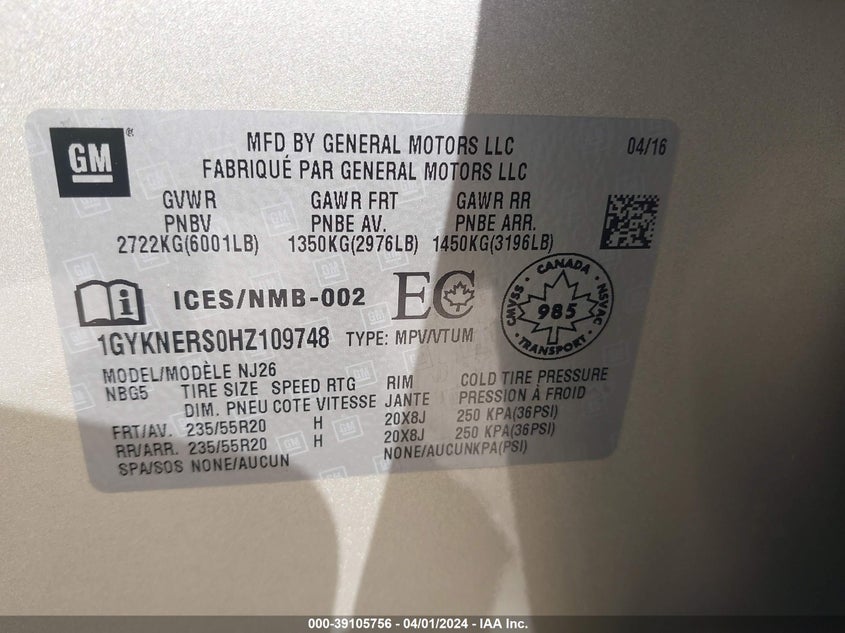 GM
MFD BY GENERAL MOTORS LLC 04/16
FABRIQUÉ PAR GENERAL MOTORS LLC
GVWR GAWR FRT GAWR RR
PNBV PNBE AV. PNBE ARR.
2722KG(6001LB) 1350KG(2976LB) 1450KG(3196LB)
ICES/NMB-002 EC
CANADA
CMVSS 985 NSVAC
TRANSPORT
1GYKNERS0HZ109748 TYPE: MPV/VTUM
MODEL/MODÈLE NJ26
NBG5 TIRE SIZE SPEED RTG RIM COLD TIRE PRESSURE
DIM. PNEU COTE VITESSE JANTE PRESSION À FROID
FRT/AV. 235/55R20 H 20X8J 250 KPA(36PSI)
RR/ARR. 235/55R20 H 20X8J 250 KPA(36PSI)
SPA/SOS NONE/AUCUN NONE/AUCUNKPA(PSI)
000-39105756 - 04/01/2024 - IAA Inc.